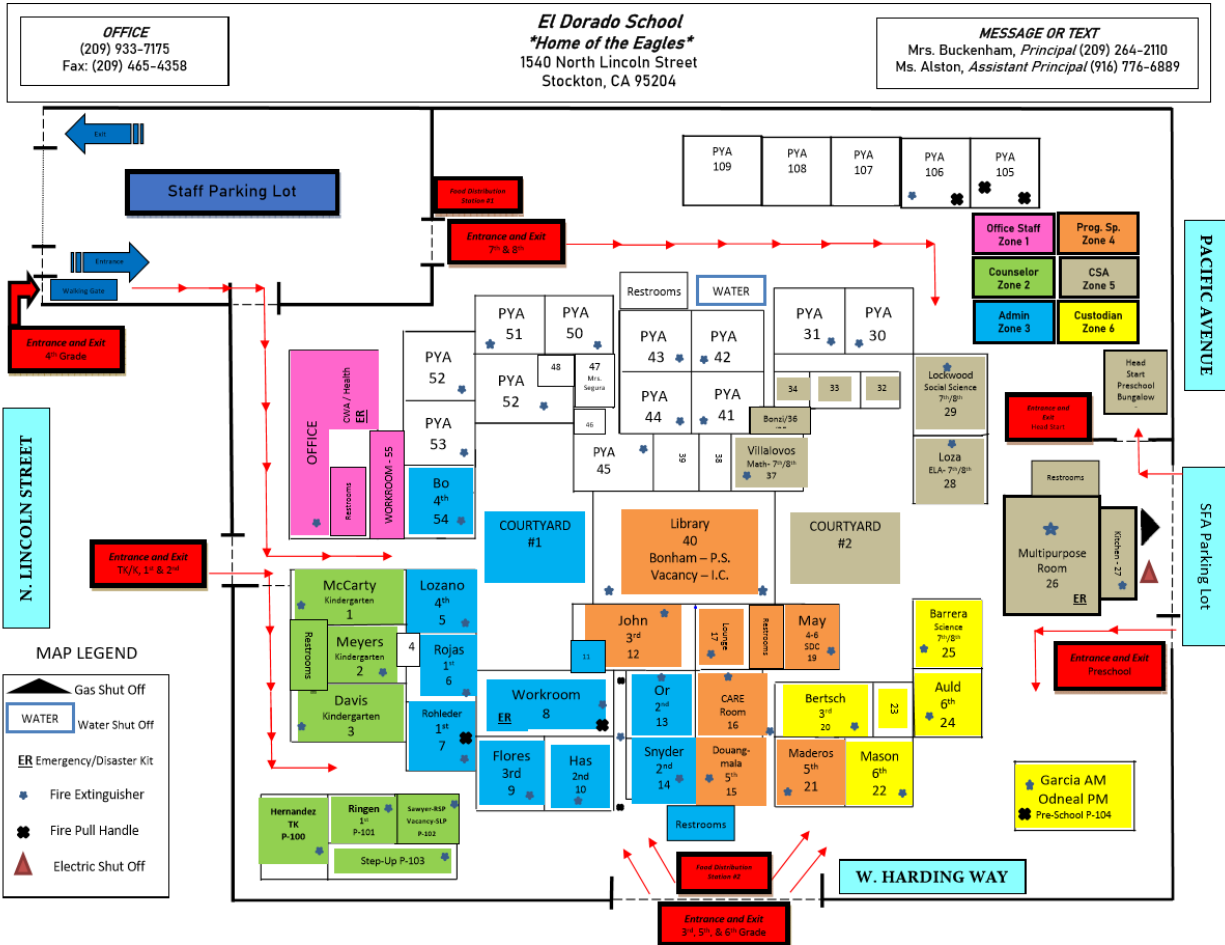 OFFICE
(209) 933-7175
Fax: (209) 465-4358
El Dorado School
*Home of the Eagles*
1540 North Lincoln Street
Stockton, CA 95204
MESSAGE OR TEXT
Mrs. Buckenham, Principal (209) 264-2110
Ms. Alston, Assistant Principal (916) 776-6889
Exit
Staff Parking Lot
Entrance
Walking Gate
Entrance and Exit
4th Grade
Food Distribution
Station #1
Entrance and Exit
7th & 8th
PYA
109
PYA
108
PYA
107
PYA
106
PYA
105
Office Staff
Zone 1
Prog. Sp.
Zone 4
Counselor
Zone 2
CSA
Zone 5
Admin
Zone 3
Custodian
Zone 6
PACIFIC AVENUE
Restrooms
WATER
PYA
51
PYA
50
PYA
52
PYA
52
48
47
Mrs.
Segura
46
PYA
53
PYA
43
PYA
42
PYA
44
PYA
41
PYA
45
39
38
PYA
31
PYA
30
34
33
32
Banzi/36
Villalovos
Math- 7th/8th
37
Lockwood
Social Science
7th/8th
29
Loza
ELA- 7th/8th
28
Head
Start
Preschool
Bungalow
Entrance and
Exit
Head Start
OFFICE
CWA / Health
ER
Restrooms
WORKROOM - 55
Bo
4th
54
N. LINCOLN STREET
Entrance and Exit
TK/K, 1st & 2nd
COURTYARD
#1
Library
40
Bonham – P.S.
Vacancy – I.C.
COURTYARD
#2
Restrooms
Multipurpose
Room
26
ER
Kitchen - 27
SFA Parking Lot
Entrance and Exit
Preschool
McCarty
Kindergarten
1
Restrooms
Meyers
Kindergarten
2
4
Davis
Kindergarten
3
Lozano
4th
5
Rojas
1st
6
Rohleder
1st
7
Workroom
8
ER
Flores
3rd
9
Has
2nd
10
11
John
3rd
12
Lounge
17
Restrooms
May
4-6
SDC
19
Or
2nd
13
CARE
Room
16
Snyder
2nd
14
Douang-
mala
5th
15
Restrooms
Bertsch
3rd
20
23
Maderos
5th
21
Mason
6th
22
Barrera
Science
7th/8th
25
Auld
6th
24
Garcia AM
Odneal PM
Pre-School P-104
Hernandez
TK
P-100
Ringen
1st
P-101
Sawyer-RSP
Vacancy-SLP
P-102
Step-Up P-103
MAP LEGEND
Gas Shut Off
WATER
Water Shut Off
ER Emergency/Disaster Kit
Fire Extinguisher
Fire Pull Handle
Electric Shut Off
Food Distribution
Station #2
Entrance and Exit
3rd, 5th, & 6th Grade
W. HARDING WAY